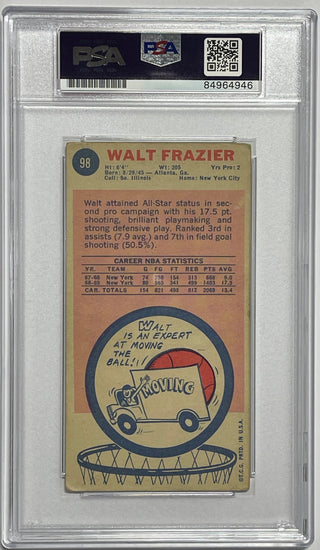 PSA
PSA
84964946
98
WALT FRAZIER
Ht: 6'4" Wt: 205 Yrs Pro: 2
Born: 3/29/45 — Atlanta, Ga.
Coll: So. Illinois Home: New York City
Walt attained All-Star status in sec-
ond pro campaign with his 17.5 pt.
shooting, brilliant playmaking and
strong defensive play. Ranked 3rd in
assists (7.9 avg.) and 7th in field goal
shooting (50.5%).
CAREER NBA STATISTICS
YR. TEAM G FG FT REB PTS AVG
67-68 New York 74 256 154 313 666 9.0
68-69 New York 80 341 499 1403 17.5
CAR. TOTALS 154 812 2069 13.4
WALT
IS AN EXPERT
AT MOVING
THE BALL!
MOVING
©T.C.G. PRTD. IN U.S.A.